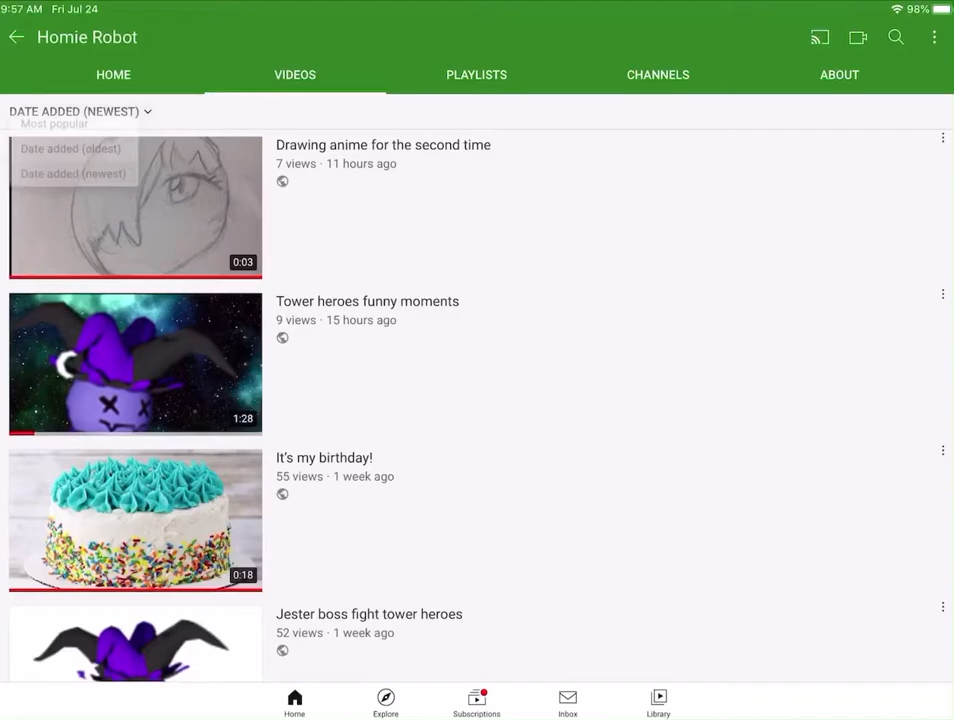 9:57 AM Fri Jul 24
98%
Homie Robot
HOME
VIDEOS
PLAYLISTS
CHANNELS
ABOUT
DATE ADDED (NEWEST)
Most popular
Date added (oldest)
Date added (newest)
Drawing anime for the second time
7 views · 11 hours ago
0:03
Tower heroes funny moments
9 views · 15 hours ago
1:28
It's my birthday!
55 views · 1 week ago
0:18
Jester boss fight tower heroes
52 views · 1 week ago
Home
Explore
Subscriptions
Inbox
Library